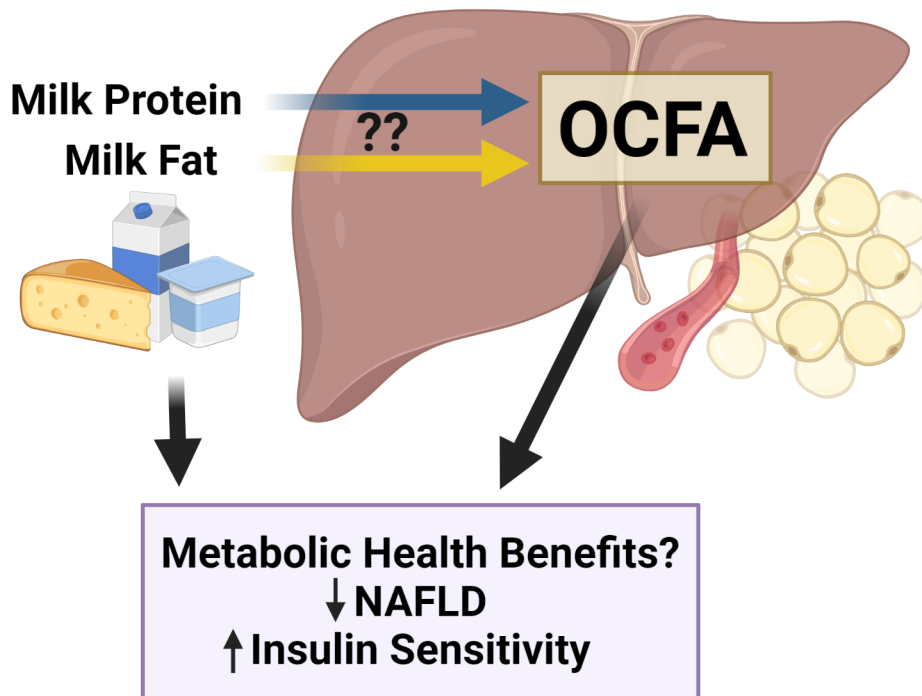 Milk Protein
??
Milk Fat
OCFA
Metabolic Health Benefits?
↓ NAFLD
↑ Insulin Sensitivity